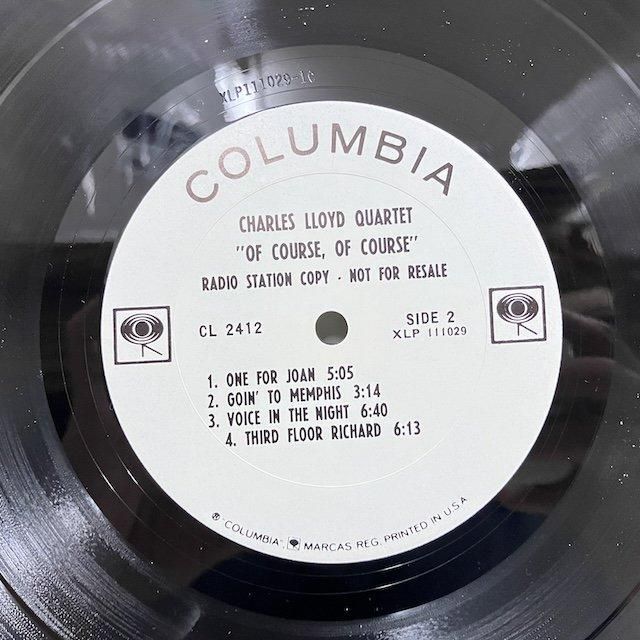 XLP111029-1C
COLUMBIA
CHARLES LLOYD QUARTET
"OF COURSE, OF COURSE"
RADIO STATION COPY · NOT FOR RESALE
CL 2412
SIDE 2
XLP 111029
1. ONE FOR JOAN 5:05
2. GOIN' TO MEMPHIS 3:14
3. VOICE IN THE NIGHT 6:40
4. THIRD FLOOR RICHARD 6:13
® "COLUMBIA", MARCAS REG. PRINTED IN U.S.A